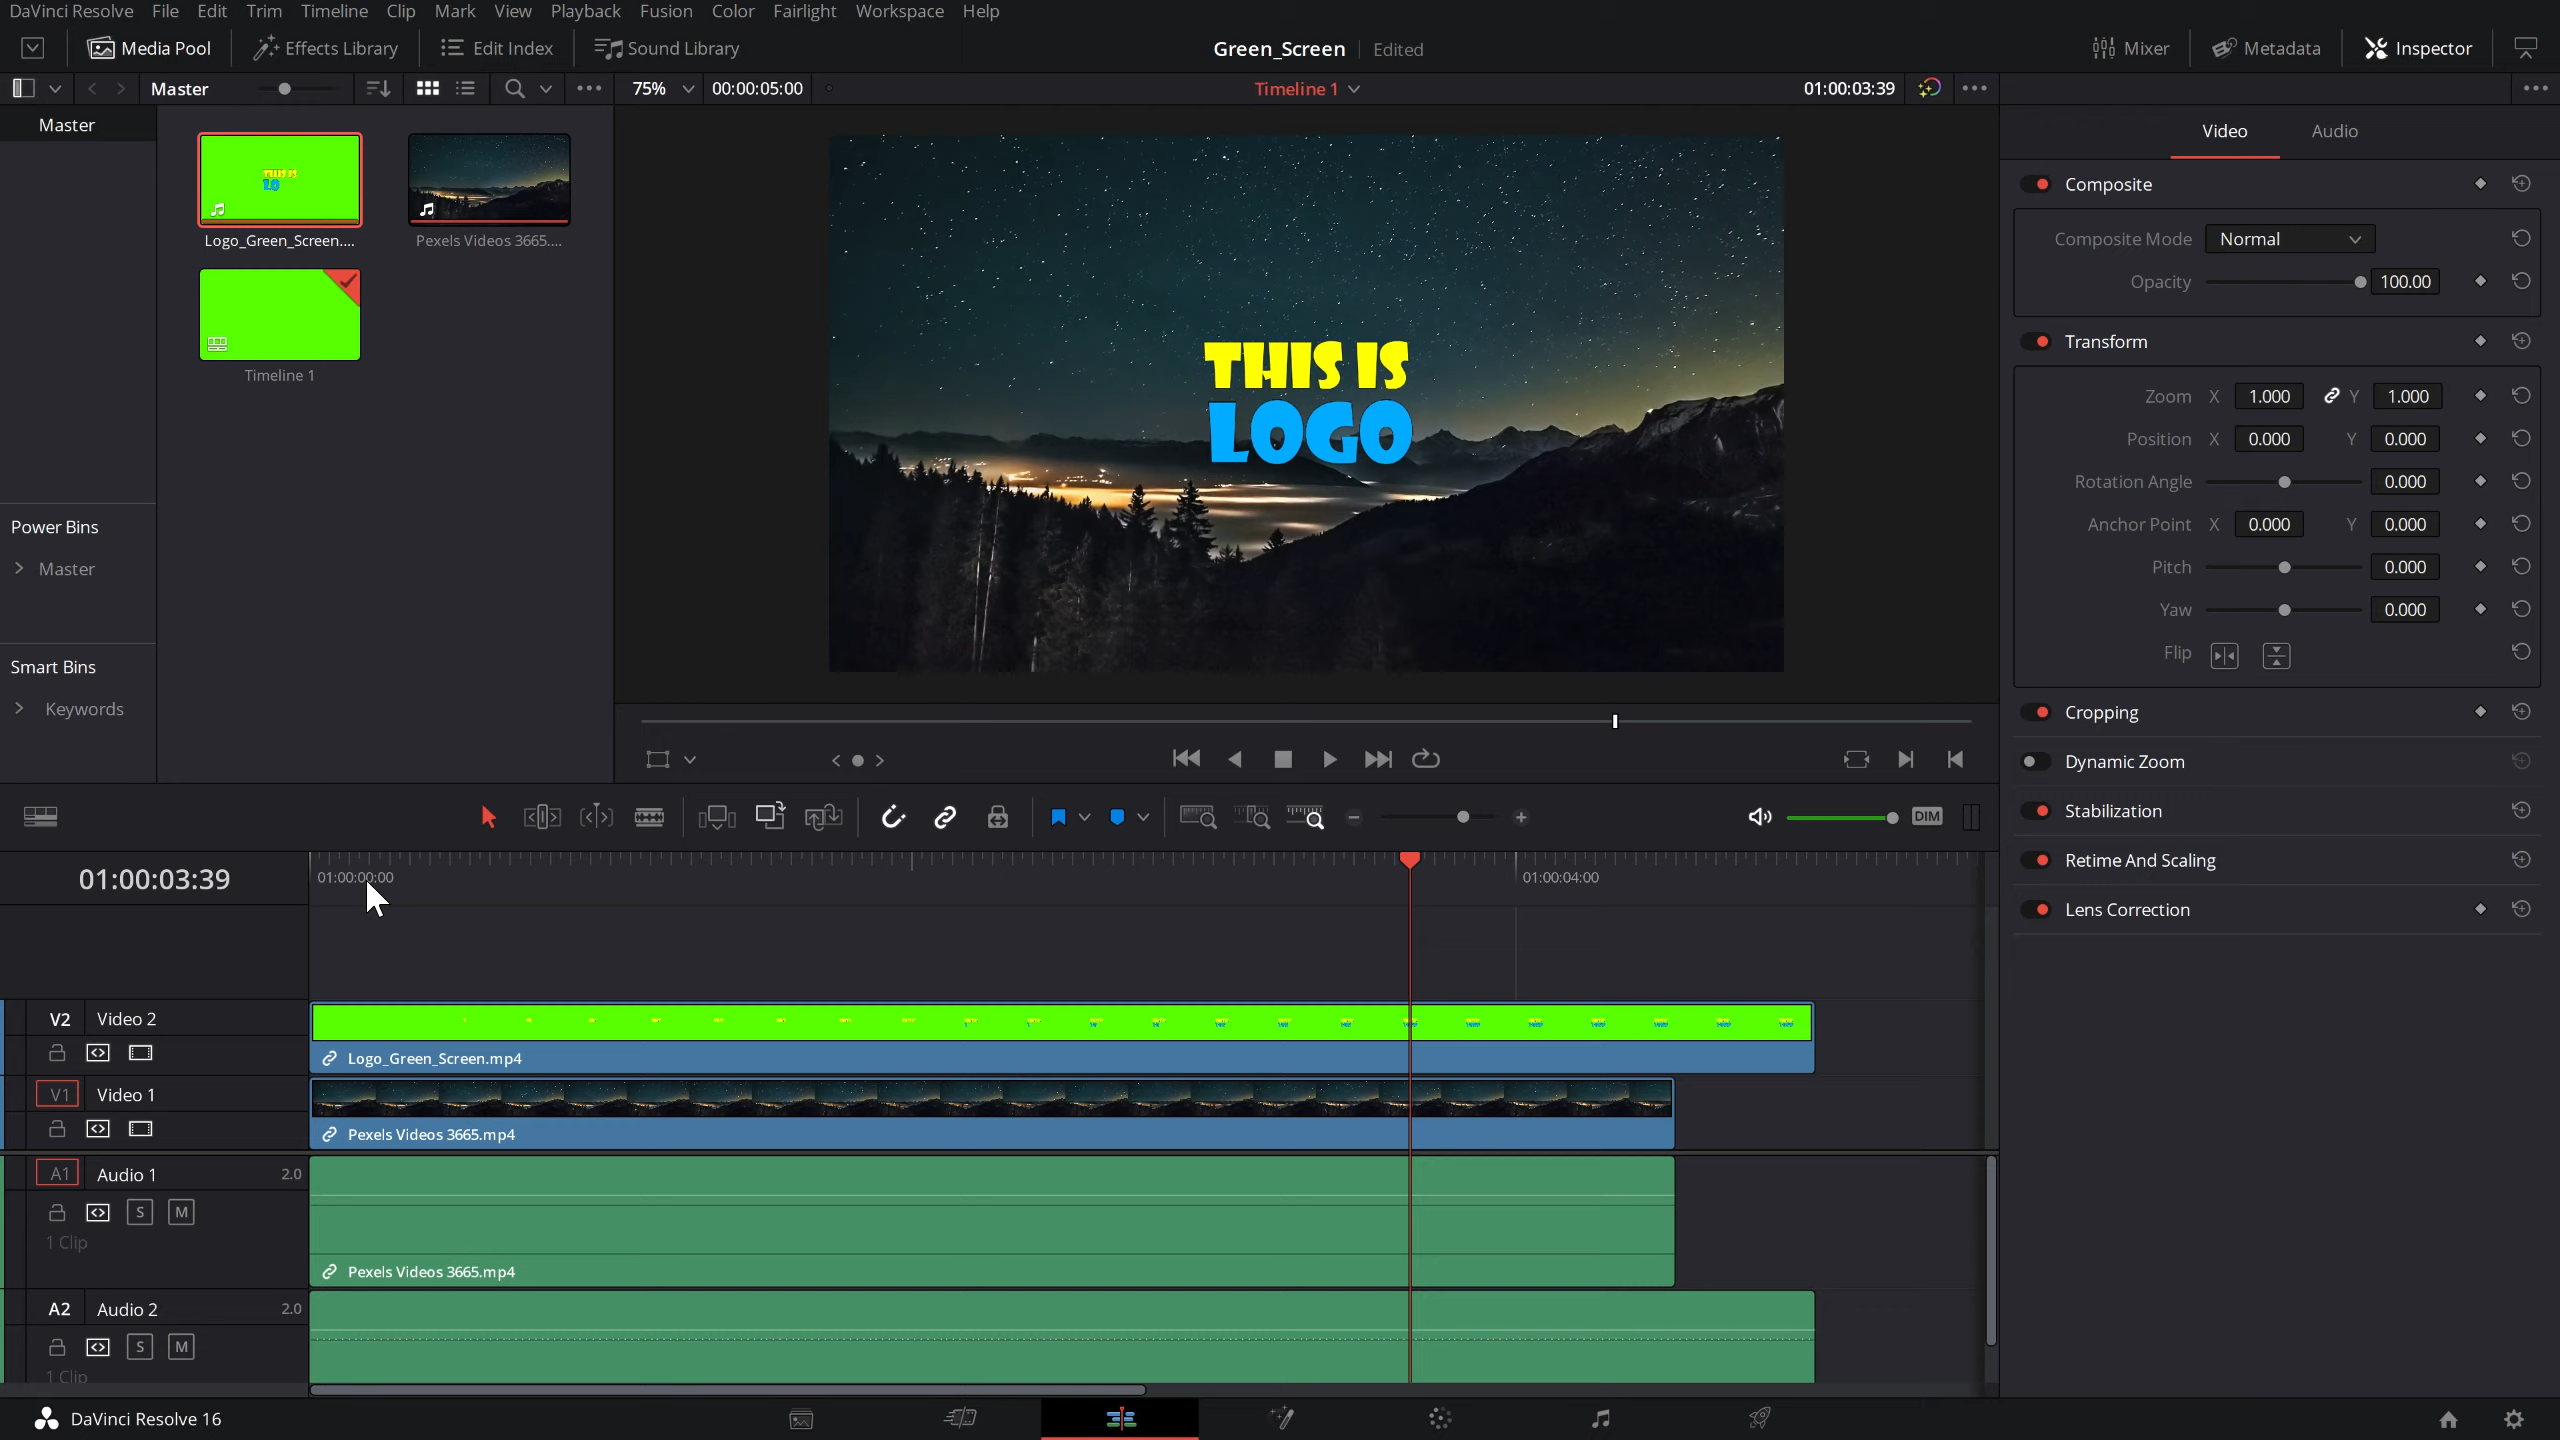 DaVinci Resolve File Edit Trim Timeline Clip Mark View Playback Fusion Color Fairlight Workspace Help
Media Pool Effects Library Edit Index Sound Library Green_Screen Edited Mixer Metadata Inspector
Master 75% 00:00:05:00 Timeline 1 01:00:03:39
Master
Logo_Green_Screen....
Pexels Videos 3665....
Timeline 1
Power Bins
Master
Smart Bins
Keywords
THIS IS
LOGO
Video Audio
Composite
Composite Mode Normal
Opacity 100.00
Transform
Zoom X 1.000 Y 1.000
Position X 0.000 Y 0.000
Rotation Angle 0.000
Anchor Point X 0.000 Y 0.000
Pitch 0.000
Yaw 0.000
Flip
Cropping
Dynamic Zoom
Stabilization
Retime And Scaling
Lens Correction
DIM
01:00:03:39 01:00:00:00 01:00:04:00
V2 Video 2
Logo_Green_Screen.mp4
V1 Video 1
Pexels Videos 3665.mp4
A1 Audio 1 2.0
S M
1 Clip
Pexels Videos 3665.mp4
A2 Audio 2 2.0
S M
1 Clip
DaVinci Resolve 16